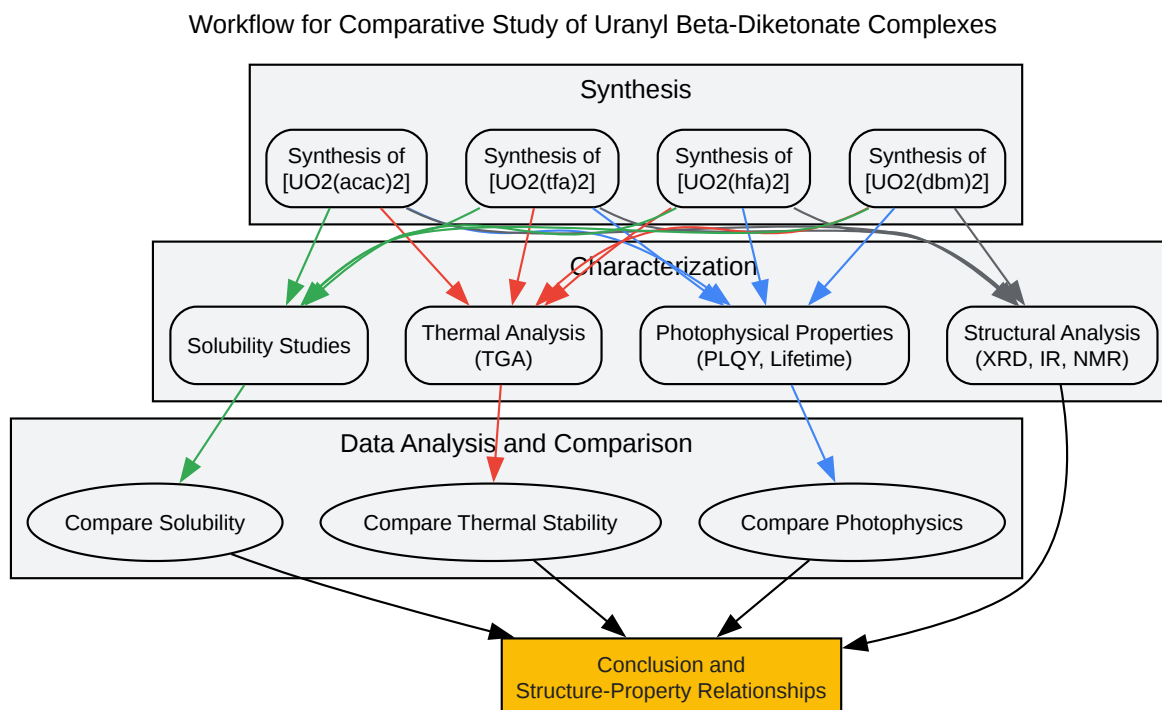 Workflow for Comparative Study of Uranyl Beta-Diketonate Complexes
Synthesis
Synthesis of
[UO2(acac)2]
Synthesis of
[UO2(tfa)2]
Synthesis of
[UO2(hfa)2]
Synthesis of
[UO2(dbm)2]
Characterization
Solubility Studies
Thermal Analysis
(TGA)
Photophysical Properties
(PLQY, Lifetime)
Structural Analysis
(XRD, IR, NMR)
Data Analysis and Comparison
Compare Solubility
Compare Thermal Stability
Compare Photophysics
Conclusion and
Structure-Property Relationships